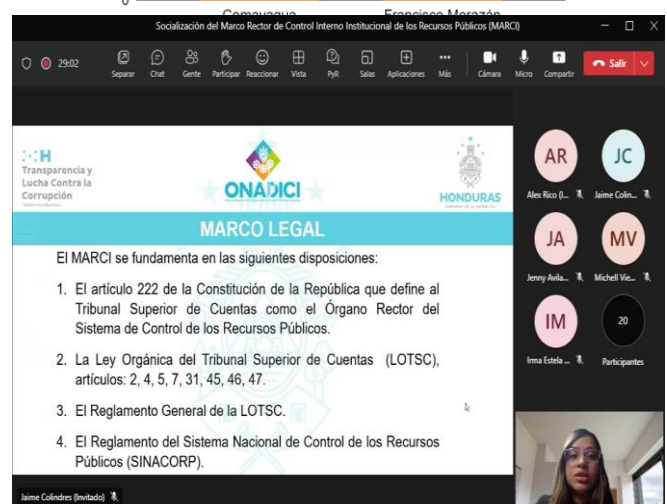 0
Comayagua Francisco Morazán
Socialización del Marco Rector de Control Interno Institucional de los Recursos Públicos (MARCI)
29:02
Separar Chat Gente Participar Reaccionar Vista PyR Salas Aplicaciones Más Cámara Micro Compartir Salir
H
Transparencia y
Lucha Contra la
Corrupción
ONADICI
HONDURAS
GOBIERNO DE LA REPÚBLICA
MARCO LEGAL
El MARCI se fundamenta en las siguientes disposiciones:
1. El artículo 222 de la Constitución de la República que define al
Tribunal Superior de Cuentas como el Órgano Rector del
Sistema de Control de los Recursos Públicos.
2. La Ley Orgánica del Tribunal Superior de Cuentas (LOTSC),
artículos: 2, 4, 5, 7, 31, 45, 46, 47.
3. El Reglamento General de la LOTSC.
4. El Reglamento del Sistema Nacional de Control de los Recursos
Públicos (SINACORP).
Jaime Colindres (Invitado)
AR JC
Alex Rico (I... Jaime Colin...
JA MV
Jenny Avila... Michell Vie...
IM 20
Irma Estela ... Participantes